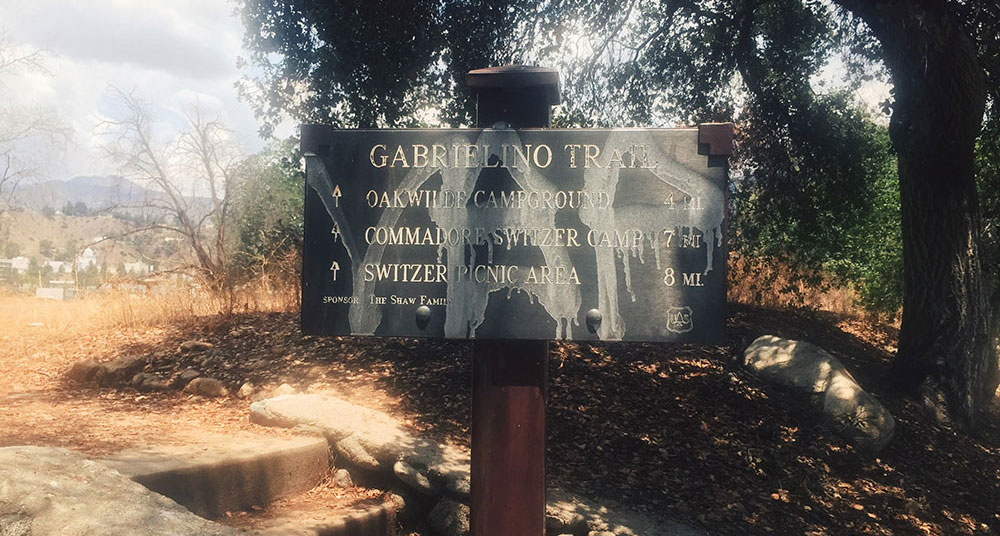 GABRIELINO TRAIL
OAKWILDE CAMPGROUND 4 MI
COMMADORE SWITZER CAMP 7 MI
SWITZER PICNIC AREA 8 MI.
SPONSOR THE SHAW FAMILY
UAS